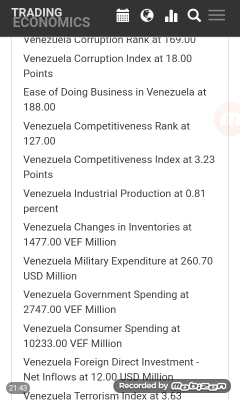 TRADING
ECONOMICS
Venezuela Corruption Rank at 169.00
Venezuela Corruption Index at 18.00
Points
Ease of Doing Business in Venezuela at
188.00
Venezuela Competitiveness Rank at
127.00
Venezuela Competitiveness Index at 3.23
Points
Venezuela Industrial Production at 0.81
percent
Venezuela Changes in Inventories at
1477.00 VEF Million
Venezuela Military Expenditure at 260.70
USD Million
Venezuela Government Spending at
2747.00 VEF Million
Venezuela Consumer Spending at
10233.00 VEF Million
Venezuela Foreign Direct Investment -
Net Inflows at 12.00 USD Million
Venezuela Terrorism Index at 3.63
21:43
Recorded by mobizen